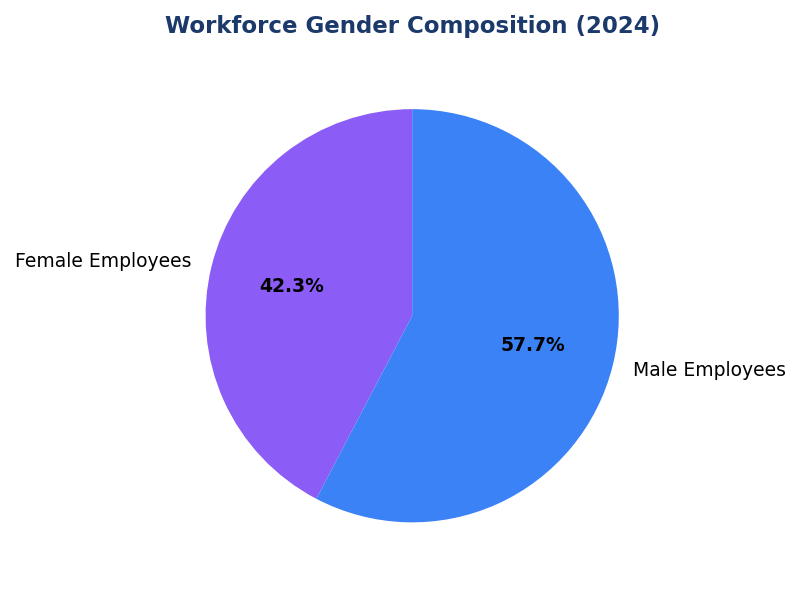 Workforce Gender Composition (2024)
Female Employees
42.3%
57.7%
Male Employees